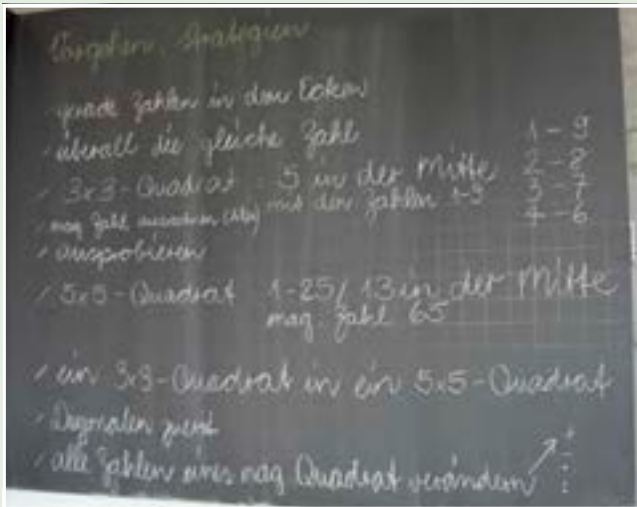 Vorgehen, Strategien
gerade Zahlen in den Ecken
überall die gleiche Zahl
3x3-Quadrat : 5 in der Mitte
mit den Zahlen 1-9
mag. Zahl
ausprobieren
5x5-Quadrat 1-25/ 13 in der Mitte
mag. Zahl 65
ein 3x3-Quadrat in ein 5x5-Quadrat
Diagonalen zuerst
alle Zahlen eines mag Quadrat verändern
+
-
·
:
1-9
2-8
3-7
4-6